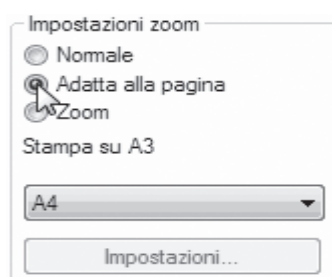 Impostazioni zoom
Normale
Adatta alla pagina
Zoom
Stampa su A3
A4
Impostazioni...